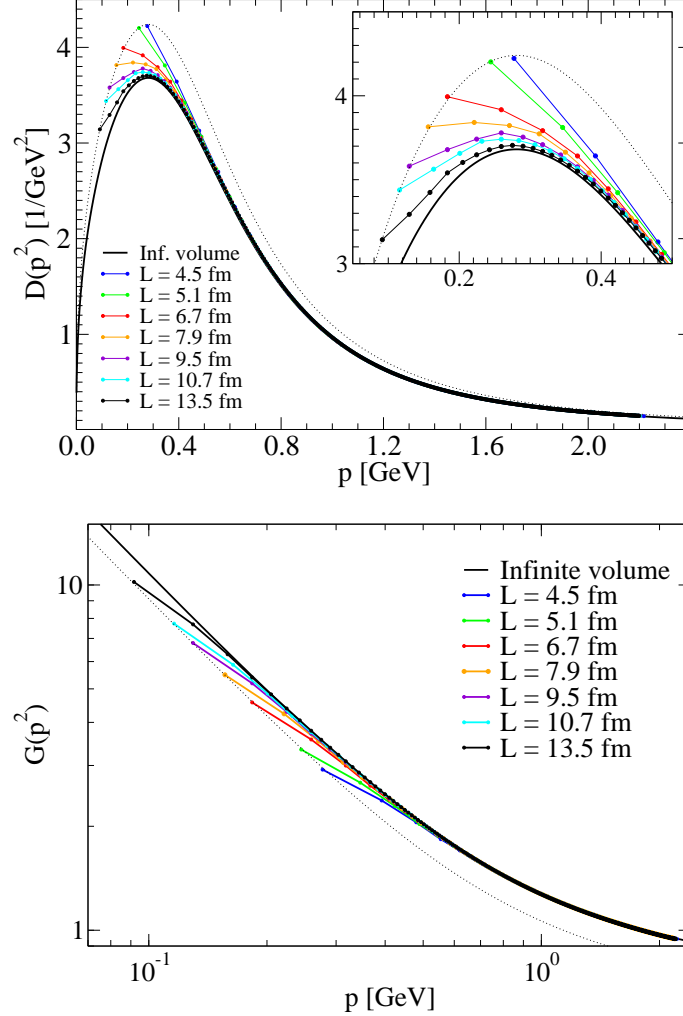 4
3
2
1
D(p²) [1/GeV²]
Inf. volume
L = 4.5 fm
L = 5.1 fm
L = 6.7 fm
L = 7.9 fm
L = 9.5 fm
L = 10.7 fm
L = 13.5 fm
4
3
0.2
0.4
0.0
0.4
0.8
1.2
1.6
2.0
p [GeV]
10
1
G(p²)
Infinite volume
L = 4.5 fm
L = 5.1 fm
L = 6.7 fm
L = 7.9 fm
L = 9.5 fm
L = 10.7 fm
L = 13.5 fm
10⁻¹
10⁰
p [GeV]